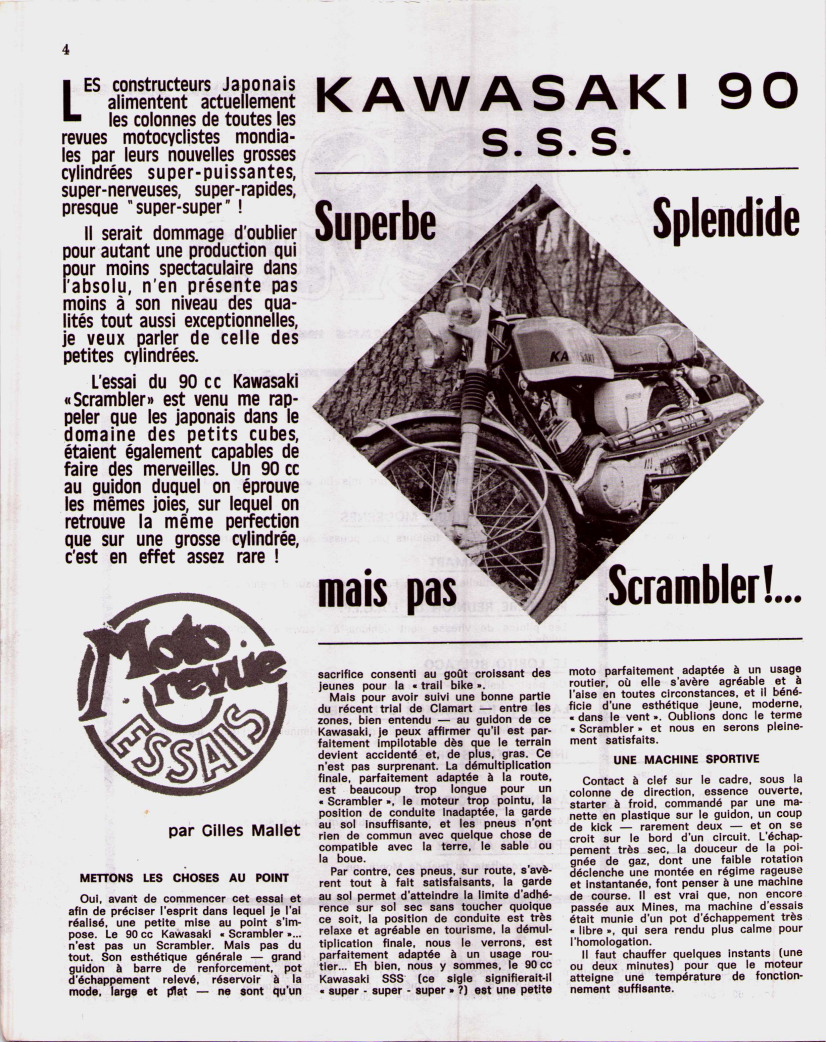 4
LES constructeurs Japonais
alimentent actuellement
les colonnes de toutes les
revues motocyclistes mondia-
les par leurs nouvelles grosses
cylindrées super-puissantes,
super-nerveuses, super-rapides,
presque "super-super" !
Il serait dommage d'oublier
pour autant une production qui
pour moins spectaculaire dans
l'absolu, n'en présente pas
moins à son niveau des qua-
lités tout aussi exceptionnelles,
je veux parler de celle des
petites cylindrées.
L'essai du 90 cc Kawasaki
«Scrambler» est venu me rap-
peler que les japonais dans le
domaine des petits cubes,
étaient également capables de
faire des merveilles. Un 90 cc
au guidon duquel on éprouve
les mêmes joies, sur lequel on
retrouve la même perfection
que sur une grosse cylindrée,
c'est en effet assez rare !
KAWASAKI 90
S. S. S.
Superbe
Splendide
KAWASAKI
mais pas
Scrambler!...
Moto
revue
ESSAIS
par Gilles Mallet
METTONS LES CHOSES AU POINT
Oui, avant de commencer cet essai et
afin de préciser l'esprit dans lequel je l'ai
réalisé, une petite mise au point s'im-
pose. Le 90 cc Kawasaki « Scrambler »...
n'est pas un Scrambler. Mais pas du
tout. Son esthétique générale — grand
guidon à barre de renforcement, pot
d'échappement relevé, réservoir à la
mode, large et plat — ne sont qu'un
sacrifice consenti au goût croissant des
jeunes pour la « trail bike ».
Mais pour avoir suivi une bonne partie
du récent trial de Clamart — entre les
zones, bien entendu — au guidon de ce
Kawasaki, je peux affirmer qu'il est par-
faitement impilotable dès que le terrain
devient accidenté et, de plus, gras. Ce
n'est pas surprenant. La démultiplication
finale, parfaitement adaptée à la route,
est beaucoup trop longue pour un
« Scrambler », le moteur trop pointu, la
position de conduite inadaptée, la garde
au sol insuffisante, et les pneus n'ont
rien de commun avec quelque chose de
compatible avec la terre, le sable ou
la boue.
Par contre, ces pneus, sur route, s'avè-
rent tout à fait satisfaisants, la garde
au sol permet d'atteindre la limite d'adhé-
rence sur sol sec sans toucher quoique
ce soit, la position de conduite est très
relaxe et agréable en tourisme, la démul-
tiplication finale, nous le verrons, est
parfaitement adaptée à un usage rou-
tier... Eh bien, nous y sommes, le 90 cc
Kawasaki SSS (ce sigle signifierait-il
« super - super - super » ?) est une petite
moto parfaitement adaptée à un usage
routier, où elle s'avère agréable et à
l'aise en toutes circonstances, et il béné-
ficie d'une esthétique jeune, moderne,
« dans le vent ». Oublions donc le terme
« Scrambler » et nous en serons pleine-
ment satisfaits.
UNE MACHINE SPORTIVE
Contact à clef sur le cadre, sous la
colonne de direction, essence ouverte,
starter à froid, commandé par une ma-
nette en plastique sur le guidon, un coup
de kick — rarement deux — et on se
croit sur le bord d'un circuit. L'échap-
pement très sec, la douceur de la poi-
gnée de gaz, dont une faible rotation
déclenche une montée en régime rageuse
et instantanée, font penser à une machine
de course. Il est vrai que, non encore
passée aux Mines, ma machine d'essais
était munie d'un pot d'échappement très
« libre », qui sera rendu plus calme pour
l'homologation.
Il faut chauffer quelques instants (une
ou deux minutes) pour que le moteur
atteigne une température de fonction-
nement suffisante.